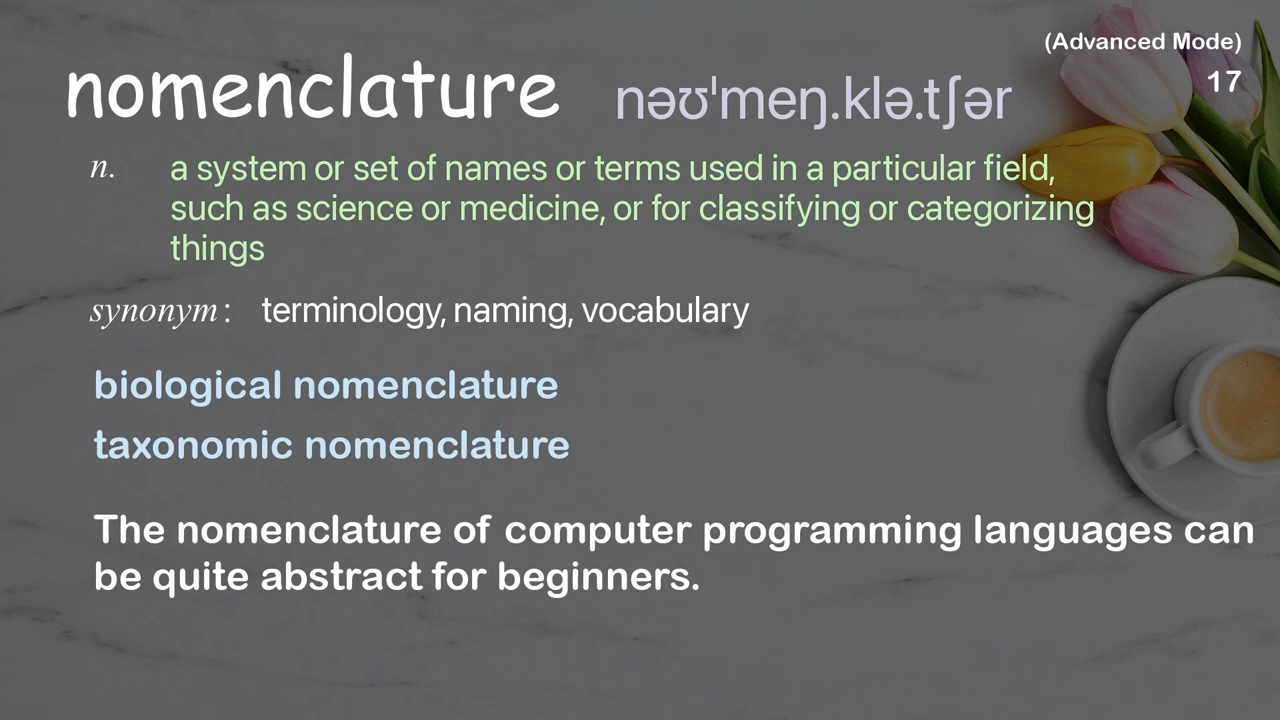 (Advanced Mode)
nomenclature nəʊˈmeŋ.klə.tʃər 17
n. a system or set of names or terms used in a particular field,
such as science or medicine, or for classifying or categorizing
things
synonym: terminology, naming, vocabulary
biological nomenclature
taxonomic nomenclature
The nomenclature of computer programming languages can
be quite abstract for beginners.